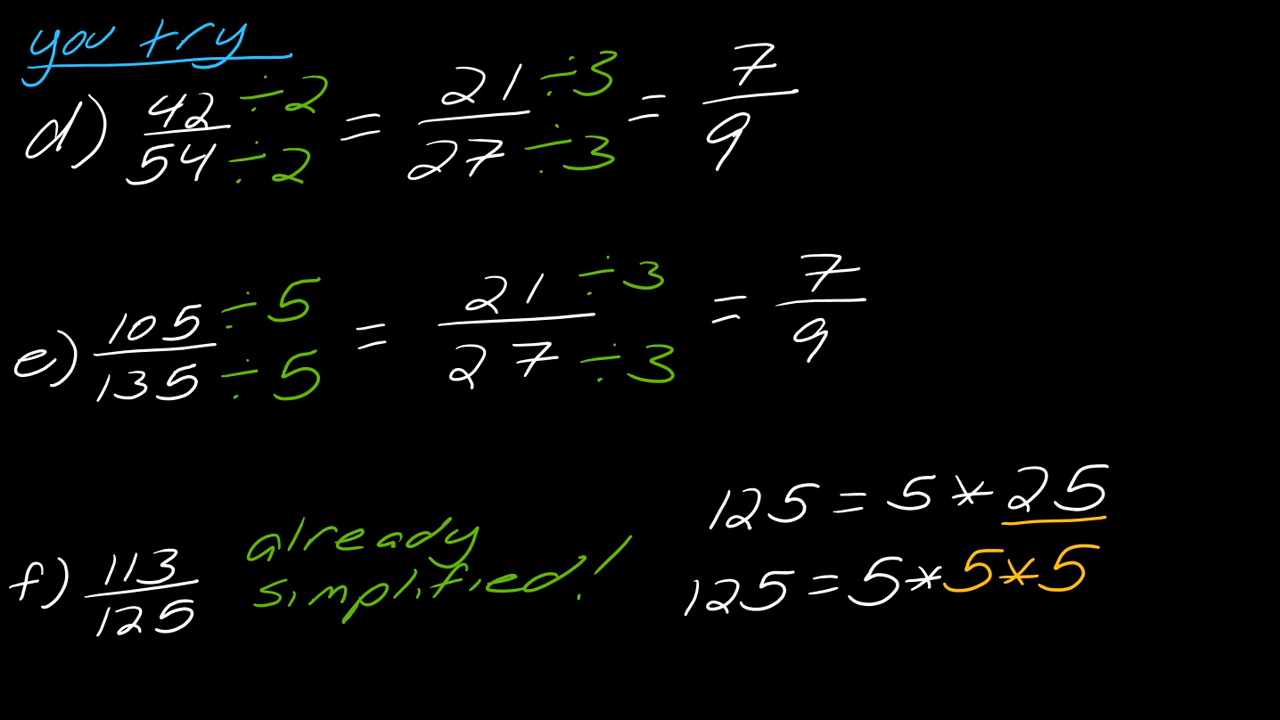 you try
d) 42/54 ÷2/÷2 = 21/27 ÷3/÷3 = 7/9
e) 105/135 ÷5/÷5 = 21/27 ÷3/÷3 = 7/9
125 = 5 * 25
f) 113/125 already simplified!
125 = 5 * 5 * 5